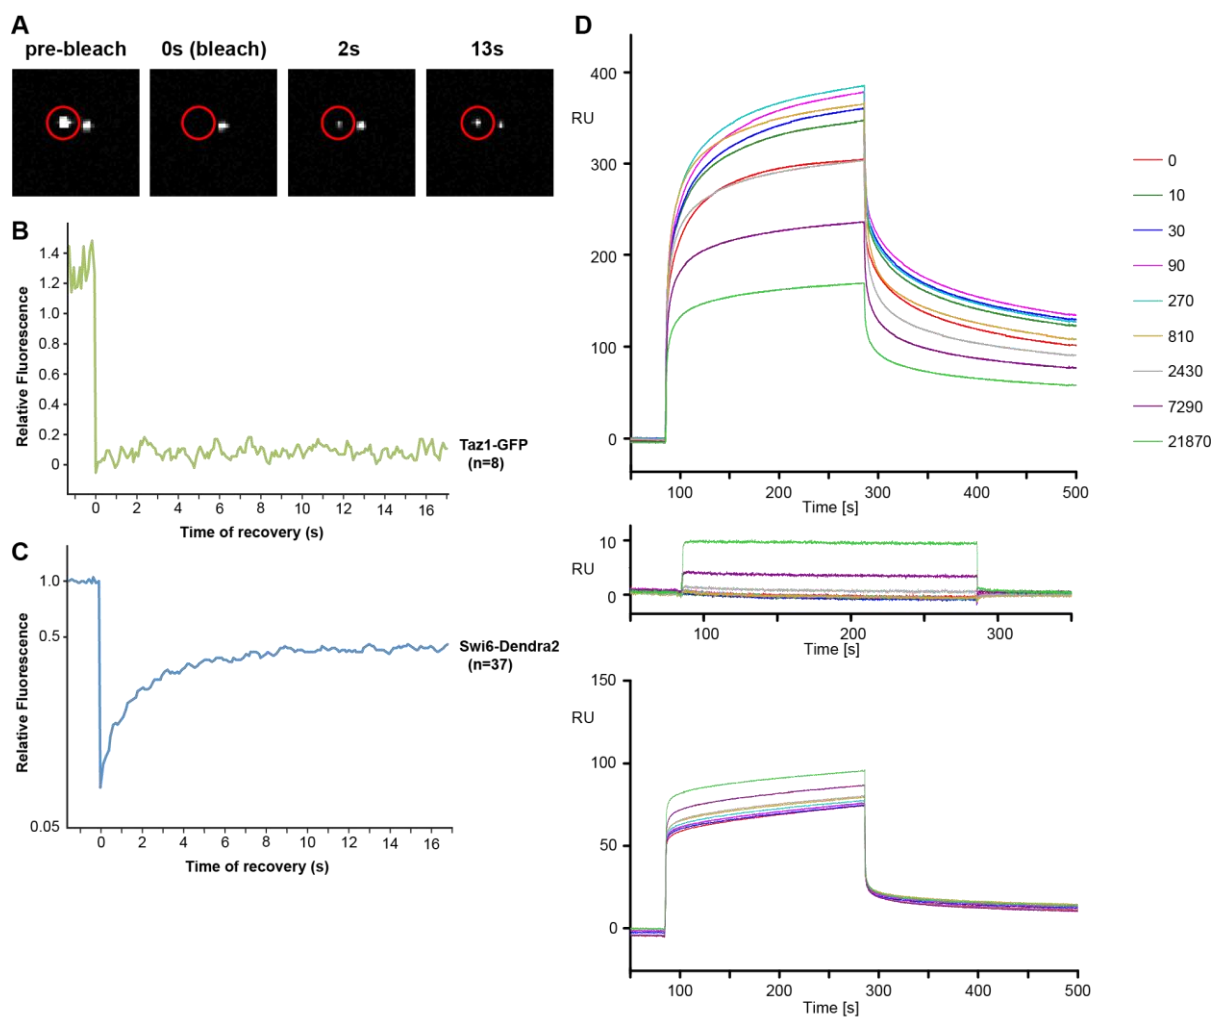 A
pre-bleach
0s (bleach)
2s
13s
B
Relative Fluorescence
1.4
1.2
1.0
0.8
0.6
0.4
0.2
0
0 2 4 6 8 10 12 14 16
Time of recovery (s)
Taz1-GFP
(n=8)
C
Relative Fluorescence
1.0
0.5
0.05
0 2 4 6 8 10 12 14 16
Time of recovery (s)
Swi6-Dendra2
(n=37)
D
RU
400
300
200
100
0
100 200 300 400 500
Time [s]
0
10
30
90
270
810
2430
7290
21870
RU
10
0
100 200 300
Time [s]
RU
150
100
50
0
100 200 300 400 500
Time [s]